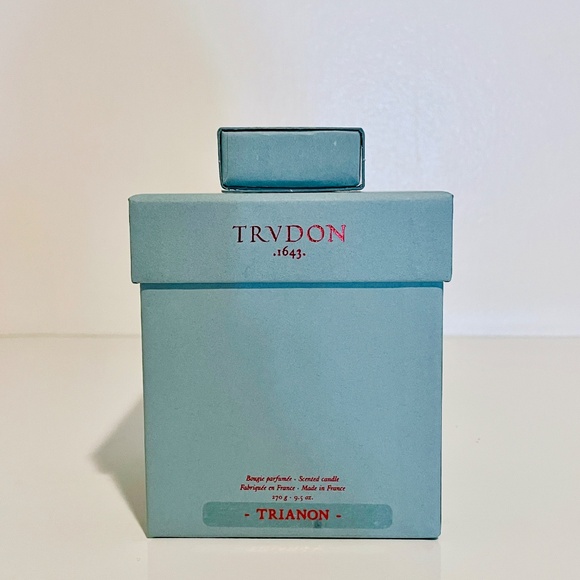 TRVDON
.1643.
Bougie parfumée - Scented candle
Fabriquée en France - Made in France
270 g - 9.5 oz.
- TRIANON -